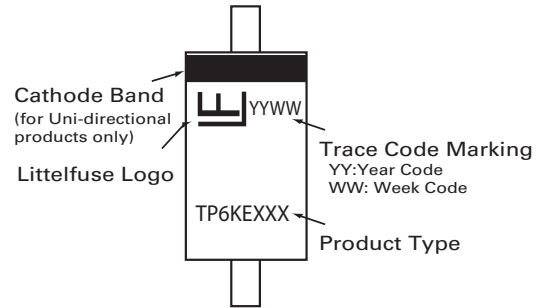 Cathode Band
(for Uni-directional
products only)
Littelfuse Logo
YYWW
Trace Code Marking
YY:Year Code
WW: Week Code
TP6KEXXX
Product Type